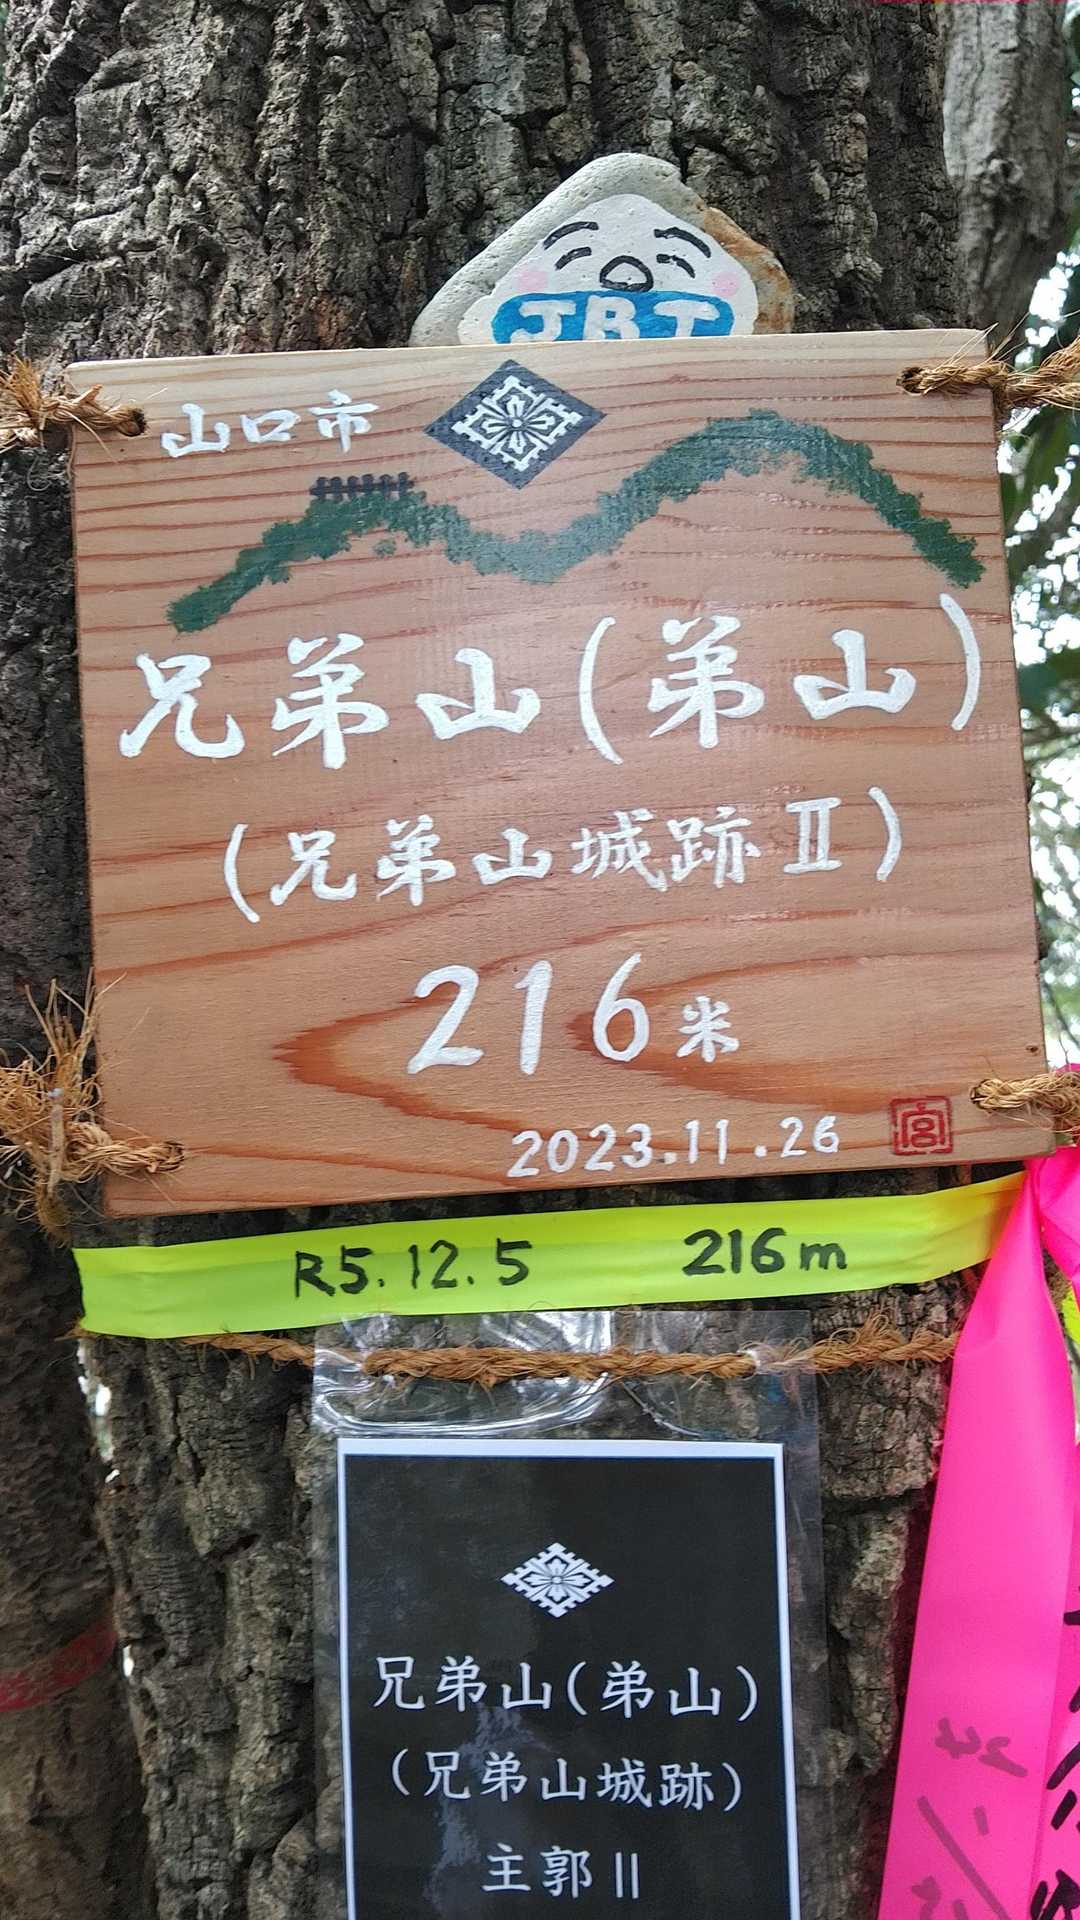 JRT
山口市
兄弟山(弟山)
(兄弟山城跡Ⅱ)
216米
2023.11.26
宮
R5.12.5 216m
兄弟山(弟山)
(兄弟山城跡)
主郭Ⅱ